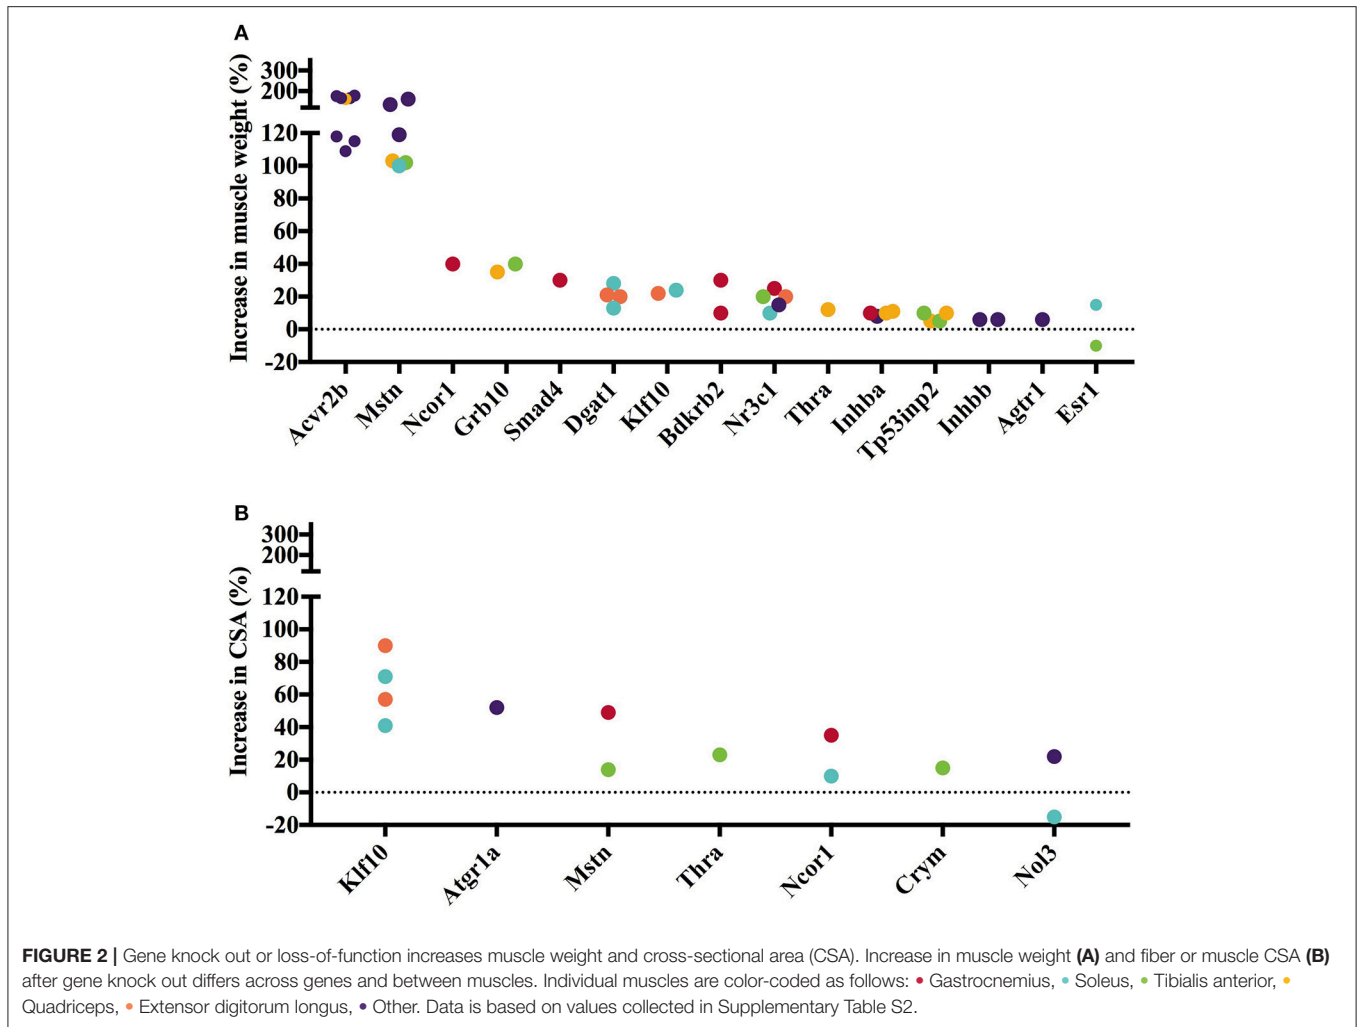 A
Increase in muscle weight (%)
300
200
120
100
80
60
40
20
0
-20
Acvr2b
Mstn
Ncor1
Grb10
Smad4
Dgat1
Klf10
Bdkrb2
Nr3c1
Thra
Inhba
Tp53inp2
Inhbb
Agtr1
Esr1
B
Increase in CSA (%)
300
200
120
100
80
60
40
20
0
-20
Klf10
Atgr1a
Mstn
Thra
Ncor1
Crym
Nol3
FIGURE 2 | Gene knock out or loss-of-function increases muscle weight and cross-sectional area (CSA). Increase in muscle weight (A) and fiber or muscle CSA (B)
after gene knock out differs across genes and between muscles. Individual muscles are color-coded as follows: • Gastrocnemius, • Soleus, • Tibialis anterior, •
Quadriceps, • Extensor digitorum longus, • Other. Data is based on values collected in Supplementary Table S2.